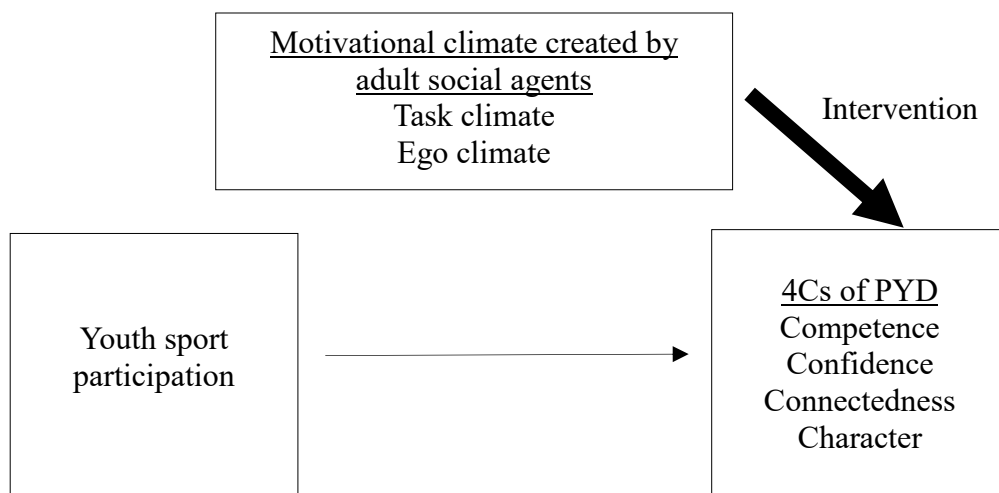 Motivational climate created by
adult social agents
Task climate
Ego climate
Intervention
Youth sport
participation
4Cs of PYD
Competence
Confidence
Connectedness
Character